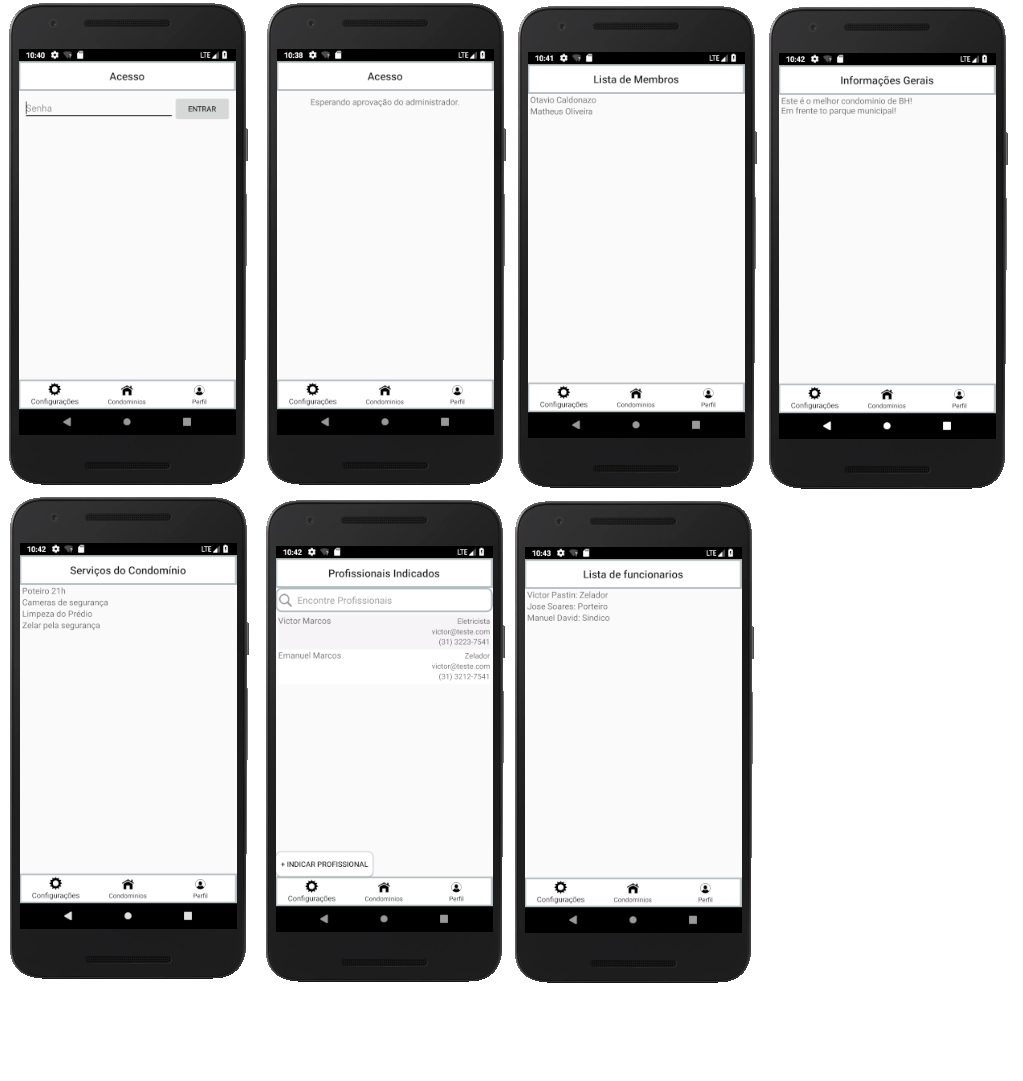 10:40 LTE
Acesso
Senha ENTRAR
Configurações Condominios Perfil
10:38 LTE
Acesso
Esperando aprovação do administrador.
Configurações Condominios Perfil
10:41 LTE
Lista de Membros
Otavio Caldonazo
Matheus Oliveira
Configurações Condominios Perfil
10:42 LTE
Informações Gerais
Este é o melhor condominio de BH!
Em frente to parque municipal!
Configurações Condominios Perfil
10:42 LTE
Serviços do Condomínio
Poteiro 21h
Cameras de segurança
Limpeza do Prédio
Zelar pela segurança
Configurações Condominios Perfil
10:42 LTE
Profissionais Indicados
Encontre Profissionais
Victor Marcos Eletricista
victor@teste.com
(31) 3223-7541
Emanuel Marcos Zelador
victor@teste.com
(31) 3212-7541
+ INDICAR PROFISSIONAL
Configurações Condominios Perfil
10:43 LTE
Lista de funcionarios
Victor Pastin: Zelador
Jose Soares: Porteiro
Manuel David: Sindico
Configurações Condominios Perfil